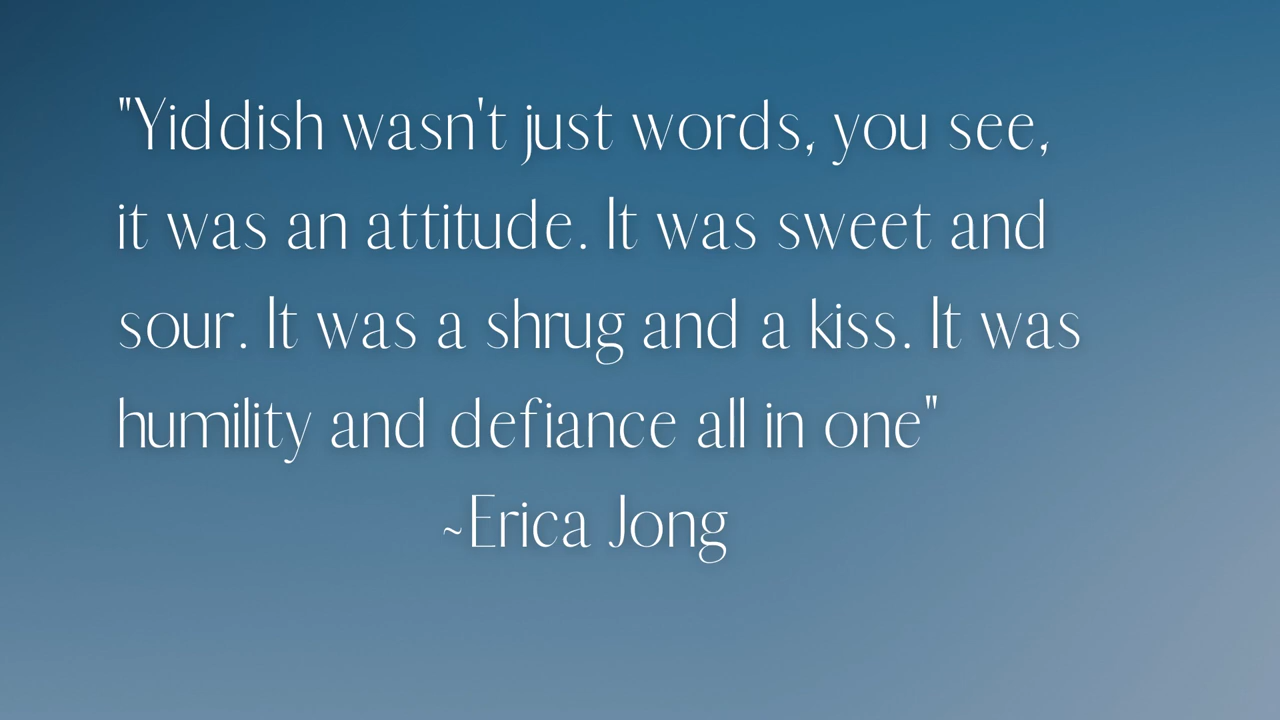 "Yiddish wasn't just words, you see,
it was an attitude. It was sweet and
sour. It was a shrug and a kiss. It was
humility and defiance all in one"
~Erica Jong